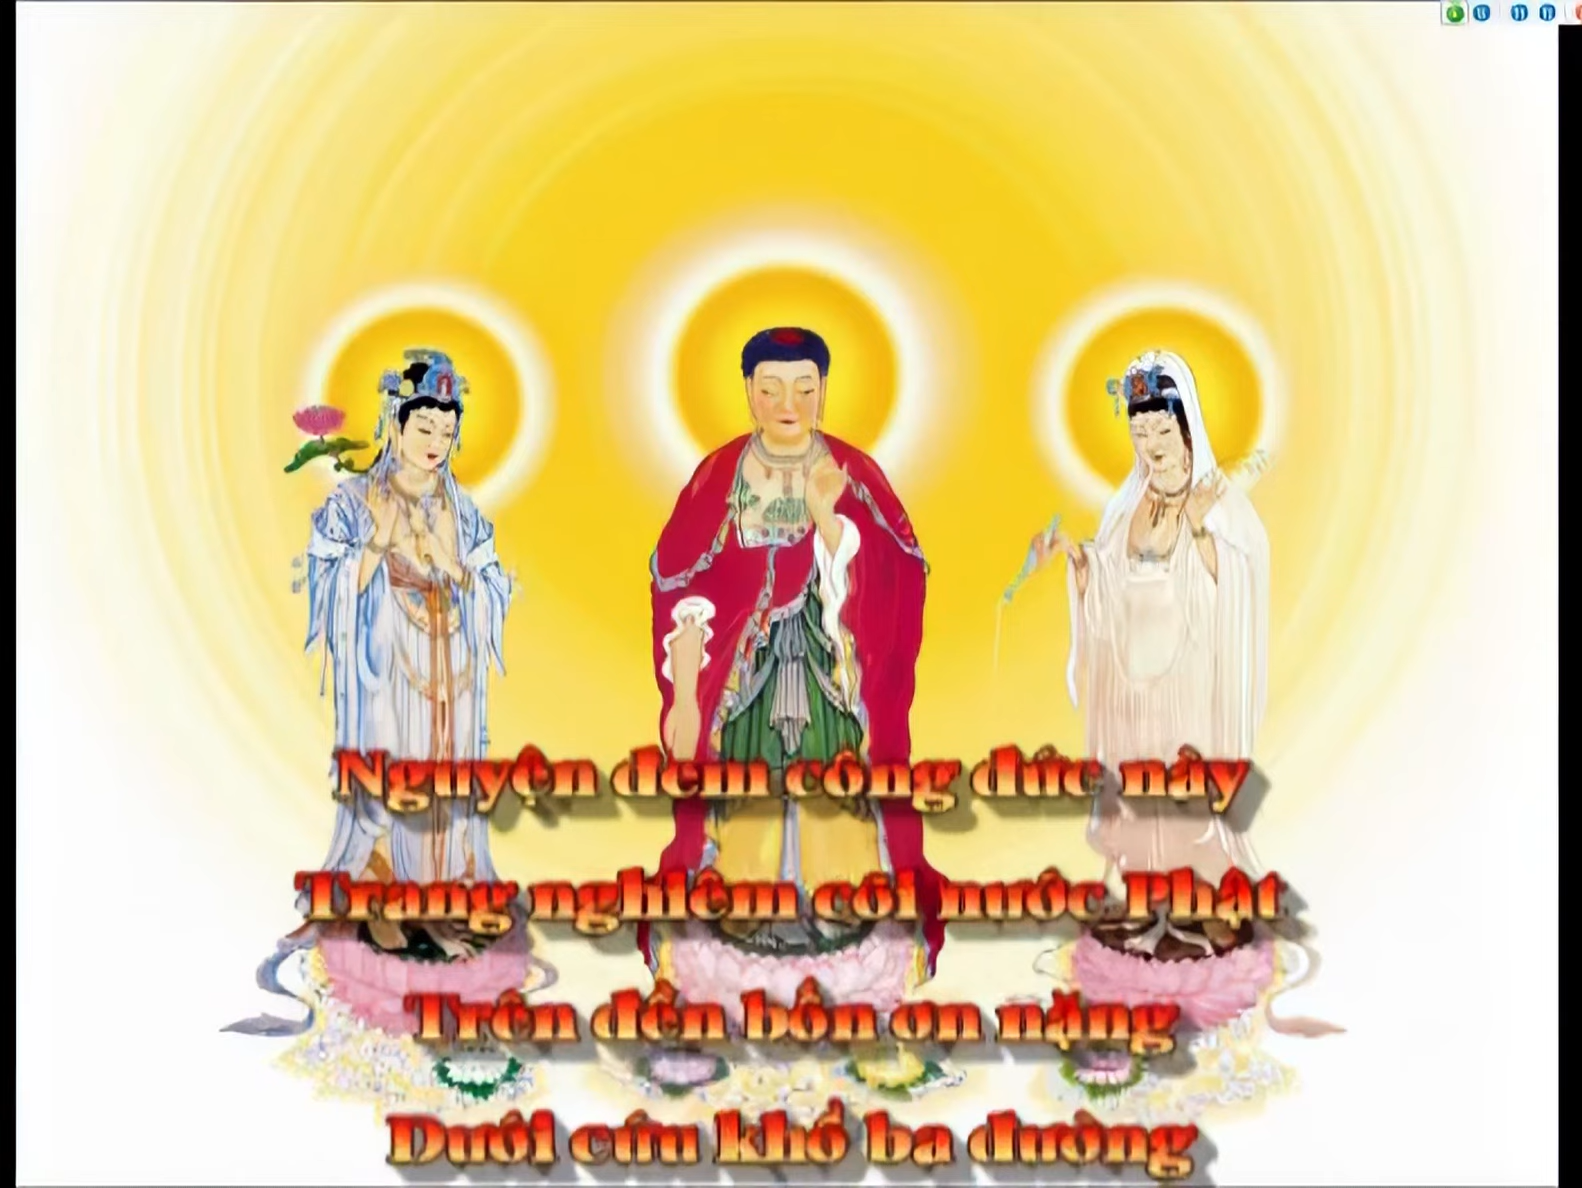 Nguyện đem công đức này
Trang nghiêm cõi nước Phật
Trên đền bốn ơn nặng
Dưới cứu khổ ba đường